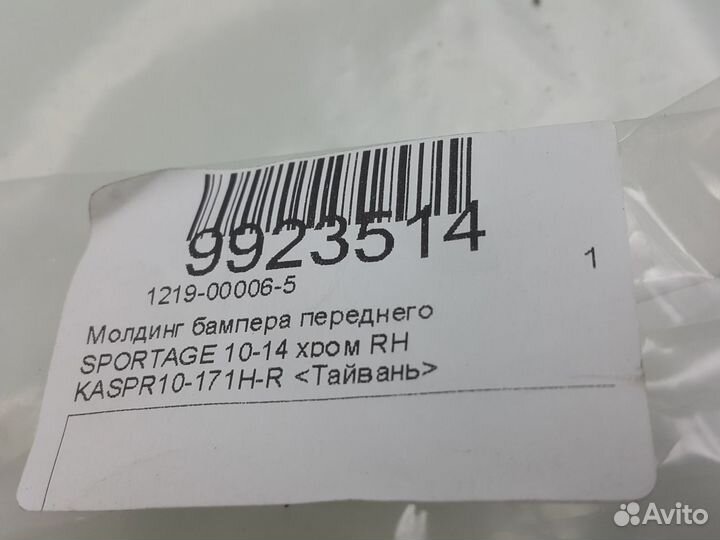 9923514
1219-00006-5
1
Молдинг бампера переднего
SPORTAGE 10-14 хром RH
KASPR10-171H-R <Тайвань>
Avito